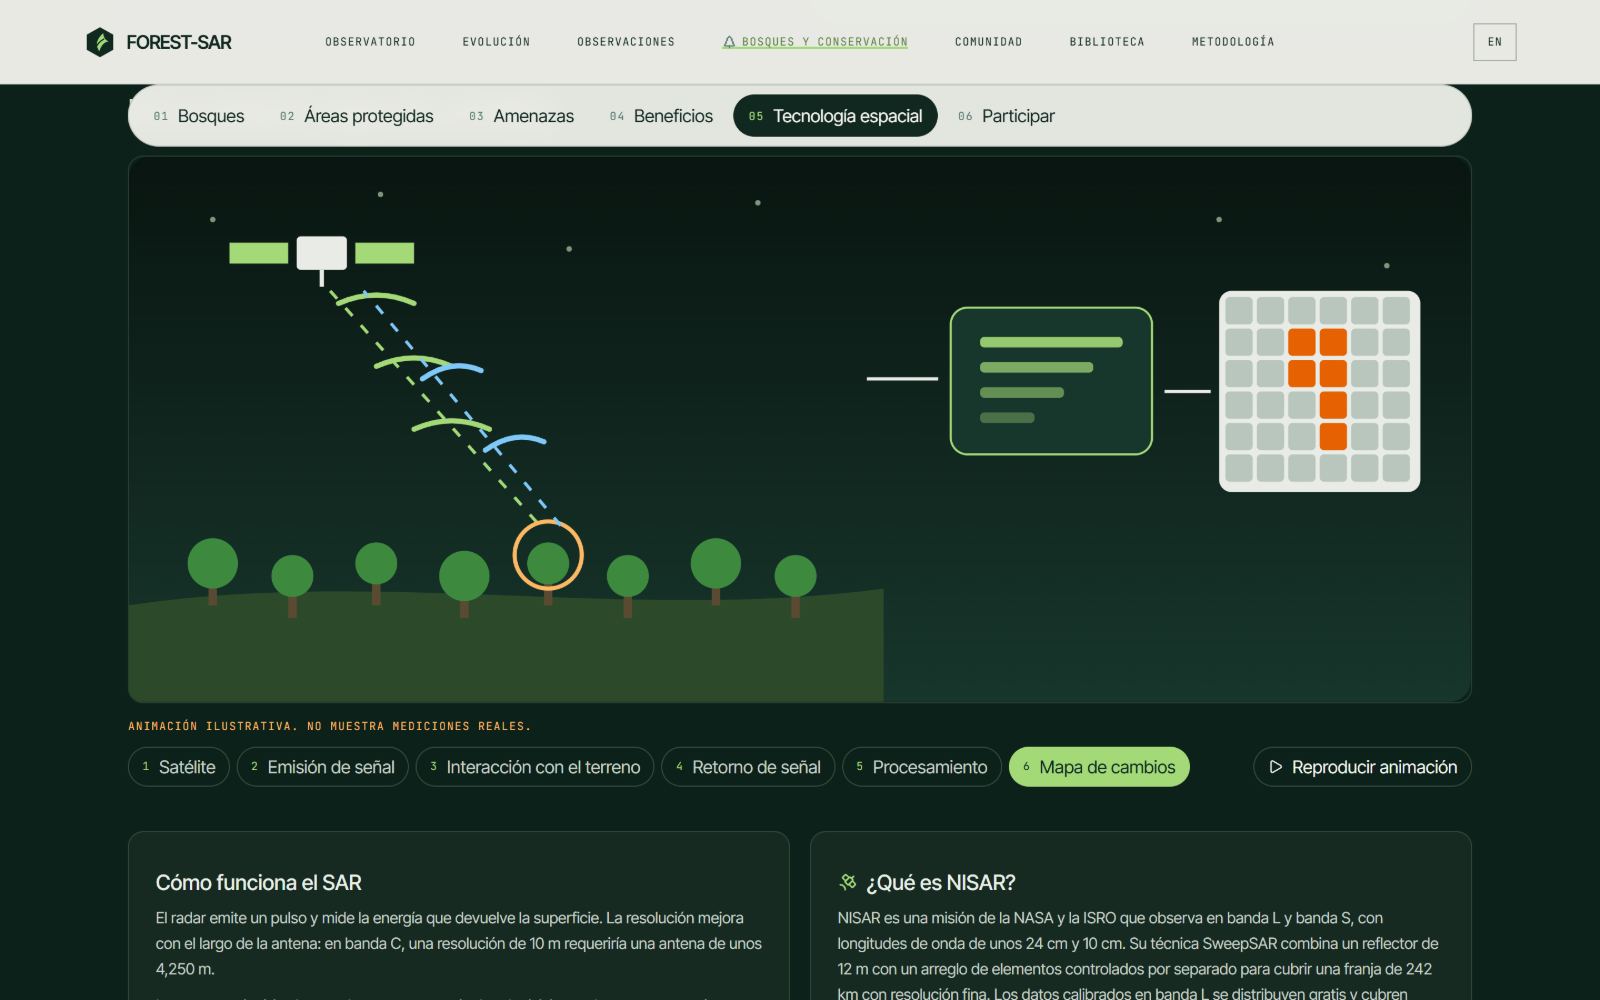 FOREST-SAR
OBSERVATORIO
EVOLUCIÓN
OBSERVACIONES
BOSQUES Y CONSERVACIÓN
COMUNIDAD
BIBLIOTECA
METODOLOGÍA
EN
01 Bosques
02 Áreas protegidas
03 Amenazas
04 Beneficios
05 Tecnología espacial
06 Participar
ANIMACIÓN ILUSTRATIVA. NO MUESTRA MEDICIONES REALES.
1 Satélite
2 Emisión de señal
3 Interacción con el terreno
4 Retorno de señal
5 Procesamiento
6 Mapa de cambios
Reproducir animación
Cómo funciona el SAR
El radar emite un pulso y mide la energía que devuelve la superficie. La resolución mejora
con el largo de la antena: en banda C, una resolución de 10 m requeriría una antena de unos
4,250 m.
¿Qué es NISAR?
NISAR es una misión de la NASA y la ISRO que observa en banda L y banda S, con
longitudes de onda de unos 24 cm y 10 cm. Su técnica SweepSAR combina un reflector de
12 m con un arreglo de elementos controlados por separado para cubrir una franja de 242
km con resolución fina. Los datos calibrados en banda L se distribuyen gratis y cubren